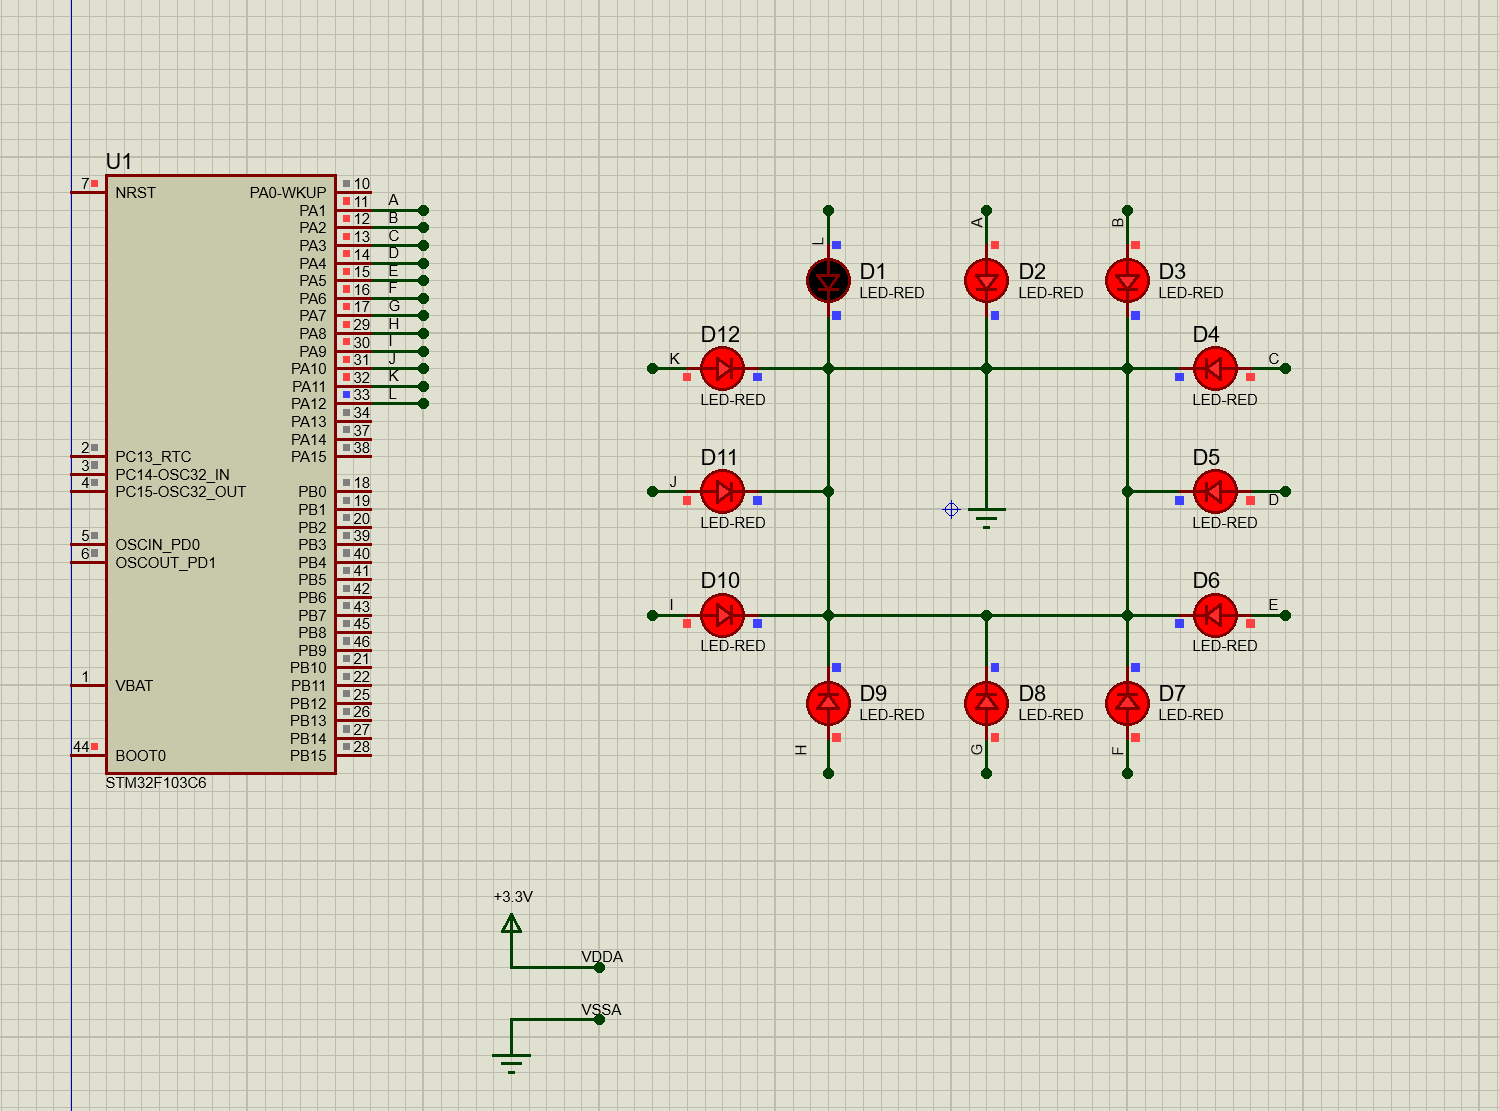 U1
7
NRST
2
PC13_RTC
3
PC14-OSC32_IN
4
PC15-OSC32_OUT
5
OSCIN_PD0
6
OSCOUT_PD1
1
VBAT
44
BOOT0
PA0-WKUP 10
PA1 11 A
PA2 12 B
PA3 13 C
PA4 14 D
PA5 15 E
PA6 16 F
PA7 17 G
PA8 29 H
PA9 30 I
PA10 31 J
PA11 32 K
PA12 33 L
PA13 34
PA14 37
PA15 38
PB0 18
PB1 19
PB2 20
PB3 39
PB4 40
PB5 41
PB6 42
PB7 43
PB8 45
PB9 46
PB10 21
PB11 22
PB12 25
PB13 26
PB14 27
PB15 28
STM32F103C6
L
D1
LED-RED
A
D2
LED-RED
B
D3
LED-RED
D12
K
LED-RED
D4
C
LED-RED
D11
J
LED-RED
D5
D
LED-RED
D10
I
LED-RED
D6
E
LED-RED
D9
LED-RED
H
D8
LED-RED
G
D7
LED-RED
F
+3.3V
VDDA
VSSA